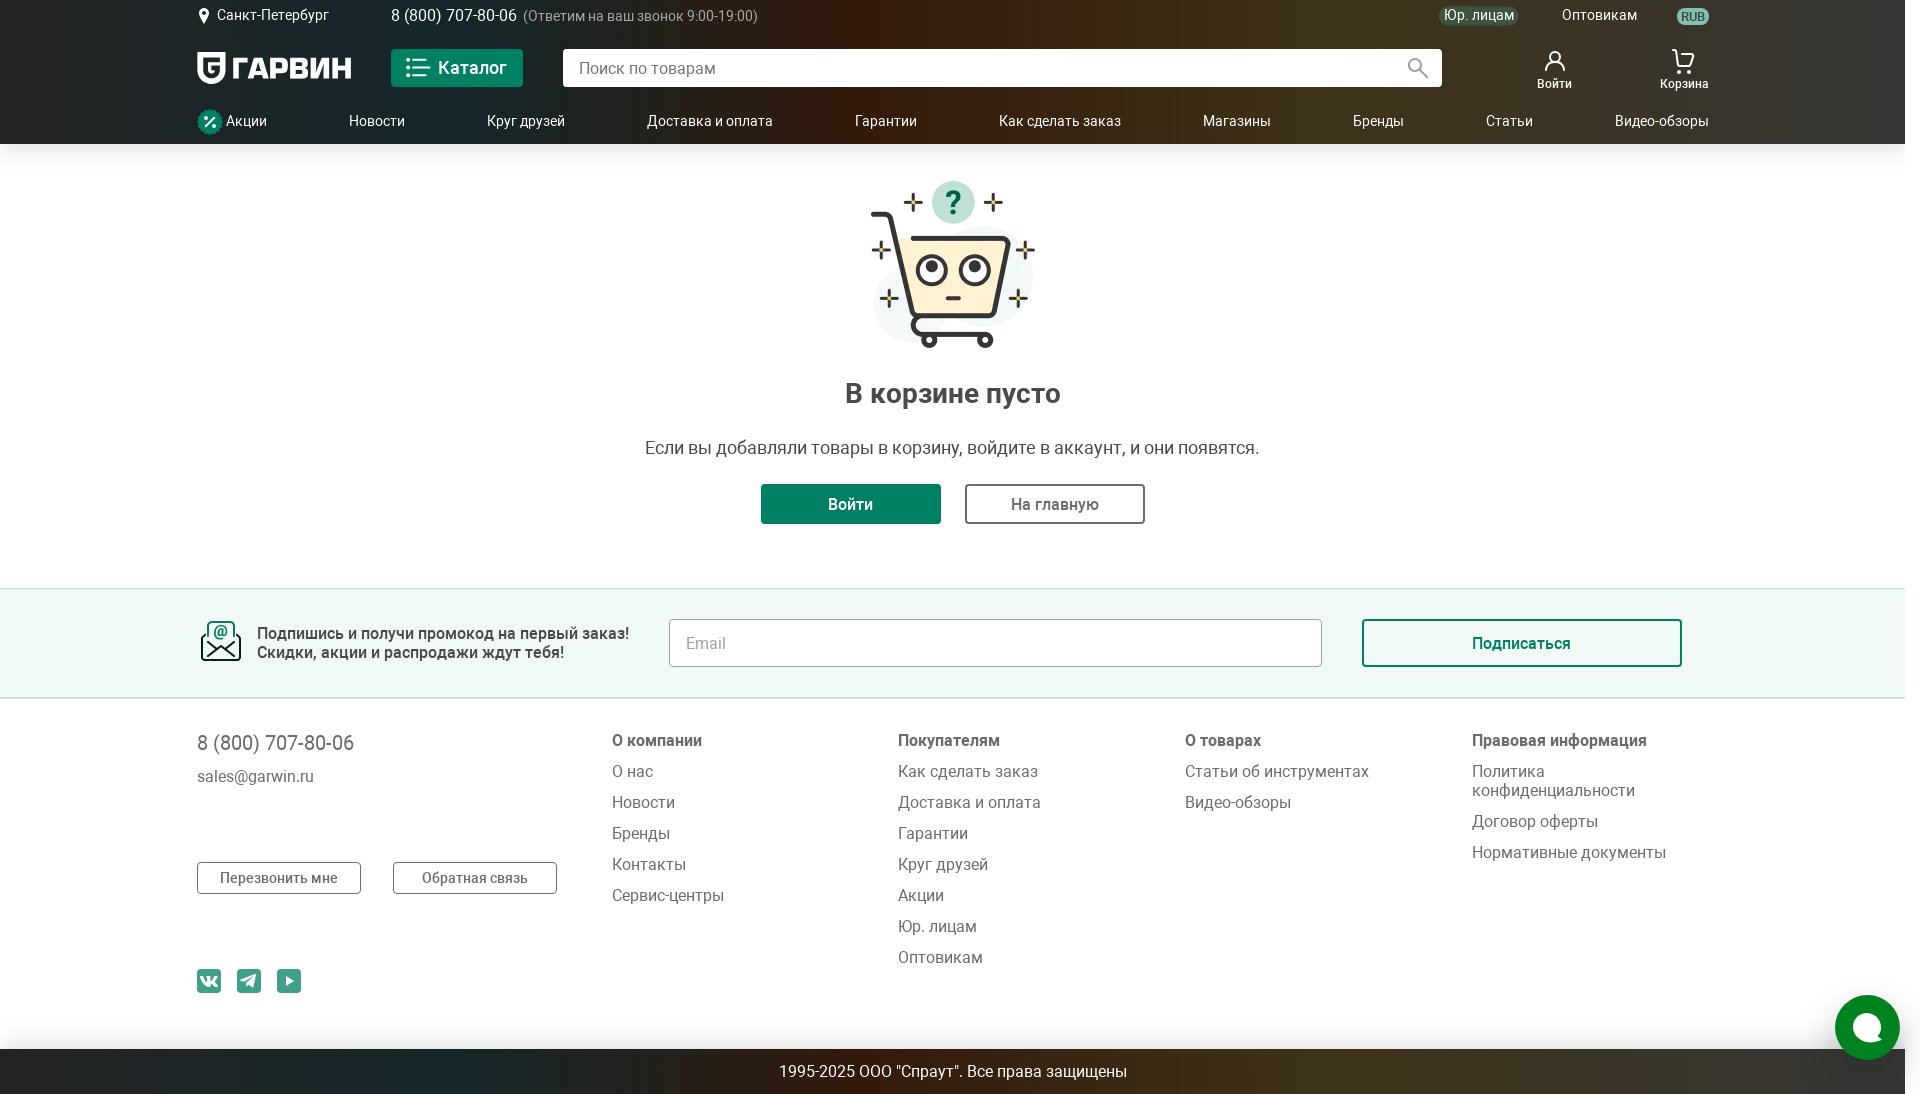 Санкт-Петербург
8 (800) 707-80-06 (Ответим на ваш звонок 9:00-19:00)
Юр. лицам
Оптовикам
RUB
ГАРВИН
Каталог
Поиск по товарам
Войти
Корзина
Акции
Новости
Круг друзей
Доставка и оплата
Гарантии
Как сделать заказ
Магазины
Бренды
Статьи
Видео-обзоры
?
В корзине пусто
Если вы добавляли товары в корзину, войдите в аккаунт, и они появятся.
Войти
На главную
Подпишись и получи промокод на первый заказ!
Скидки, акции и распродажи ждут тебя!
Email
Подписаться
8 (800) 707-80-06
sales@garwin.ru
Перезвонить мне
Обратная связь
О компании
О нас
Новости
Бренды
Контакты
Сервис-центры
Покупателям
Как сделать заказ
Доставка и оплата
Гарантии
Круг друзей
Акции
Юр. лицам
Оптовикам
О товарах
Статьи об инструментах
Видео-обзоры
Правовая информация
Политика
конфиденциальности
Договор оферты
Нормативные документы
1995-2025 ООО "Спраут". Все права защищены